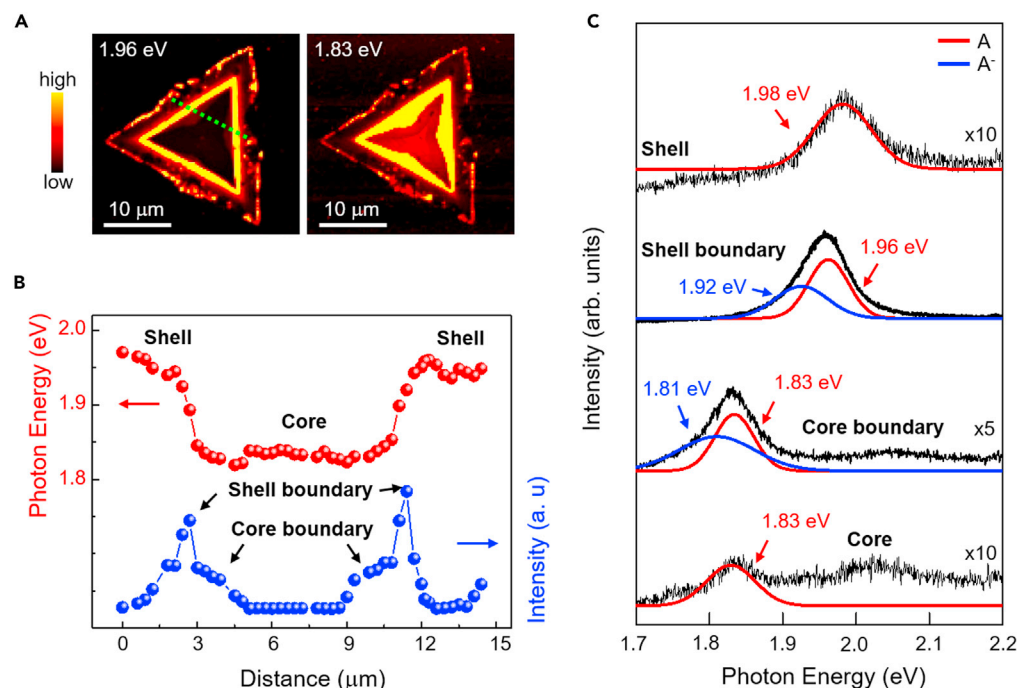 A
1.96 eV
1.83 eV
high
low
10 μm
10 μm
B
2.0
1.9
1.8
Photon Energy (eV)
Shell
Shell
Core
Shell boundary
Core boundary
Intensity (a. u)
0 3 6 9 12 15
Distance (μm)
C
A
A-
1.98 eV
x10
Shell
Shell boundary
1.96 eV
1.92 eV
1.81 eV
1.83 eV
Core boundary
x5
1.83 eV
Core
x10
Intensity (arb. units)
1.7 1.8 1.9 2.0 2.1 2.2
Photon Energy (eV)